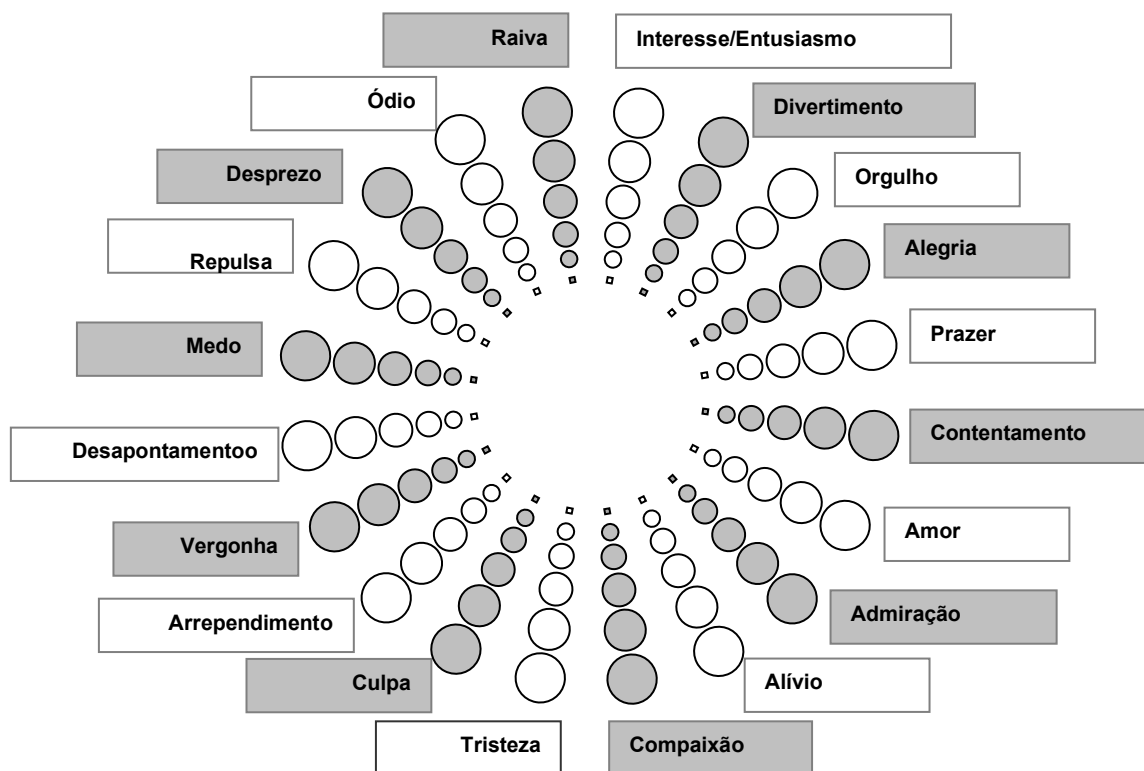 Raiva
Interesse/Entusiasmo
Ódio
Divertimento
Desprezo
Orgulho
Repulsa
Alegria
Medo
Prazer
Desapontamentoo
Contentamento
Vergonha
Amor
Arrependimento
Admiração
Culpa
Alívio
Tristeza
Compaixão